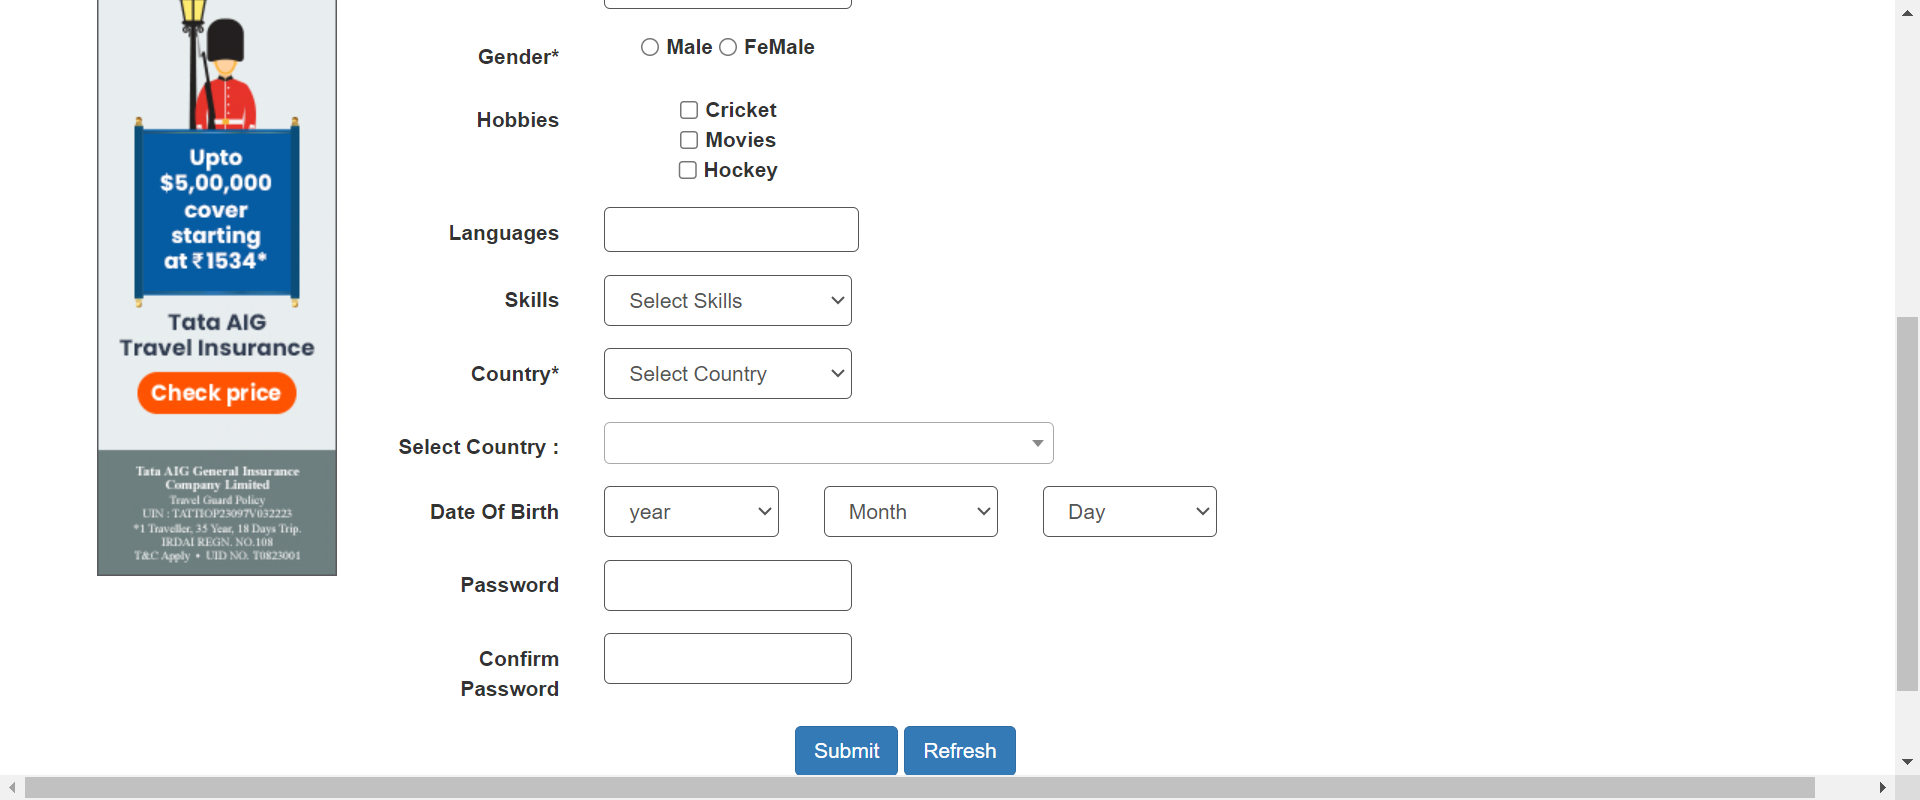 Upto
$5,00,000
cover
starting
at ₹1534*
Tata AIG
Travel Insurance
Check price
Tata AIG General Insurance
Company Limited
Travel Guard Policy
UIN : TATTIOP23097V032223
*1 Traveller, 35 Year, 18 Days Trip.
IRDAI REGN. NO.108
T&C Apply • UID NO. T0823001
Gender*
Male FeMale
Hobbies
Cricket
Movies
Hockey
Languages
Skills
Select Skills
Country*
Select Country
Select Country :
Date Of Birth
year Month Day
Password
Confirm
Password
Submit Refresh